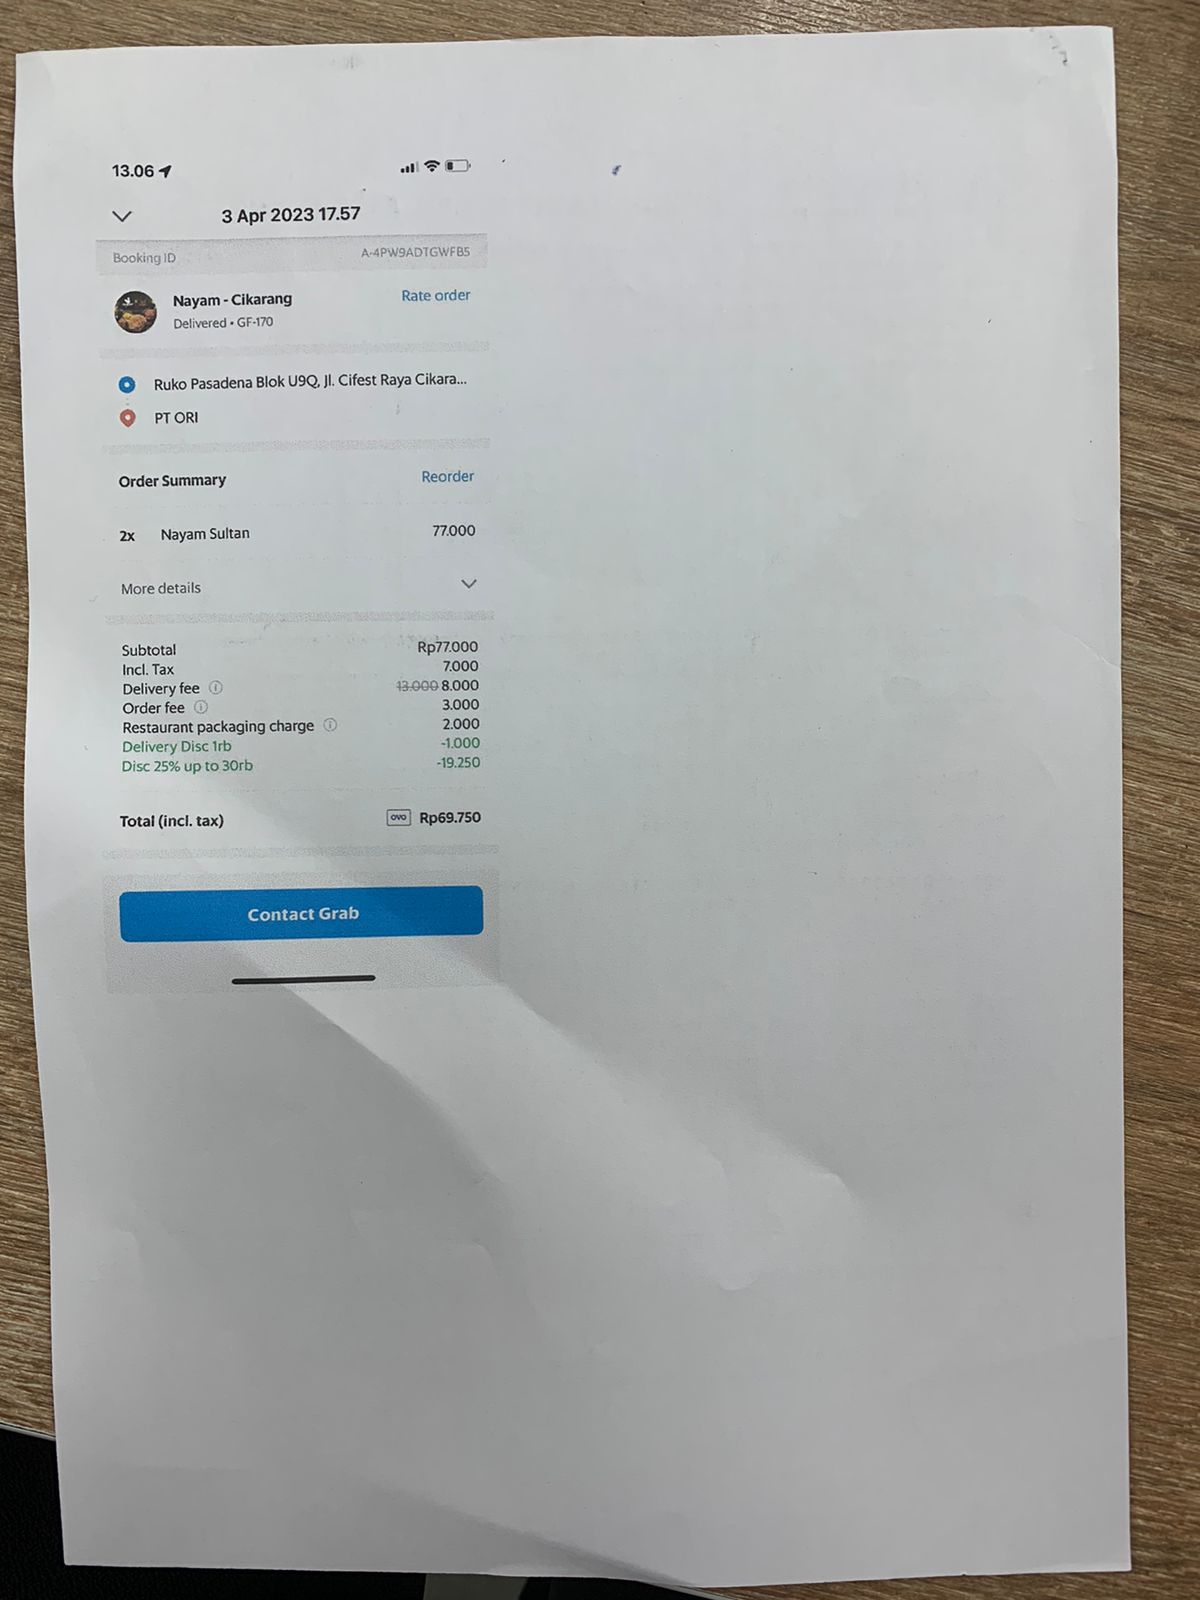 13.06
3 Apr 2023 17.57
Booking ID A-4PW9ADTGWFB5
Nayam - Cikarang Rate order
Delivered • GF-170
Ruko Pasadena Blok U9Q, Jl. Cifest Raya Cikara...
PT ORI
Order Summary Reorder
2x Nayam Sultan 77.000
More details
Subtotal Rp77.000
Incl. Tax 7.000
Delivery fee 13.000 8.000
Order fee 3.000
Restaurant packaging charge 2.000
Delivery Disc 1rb -1.000
Disc 25% up to 30rb -19.250
Total (incl. tax) OVO Rp69.750
Contact Grab